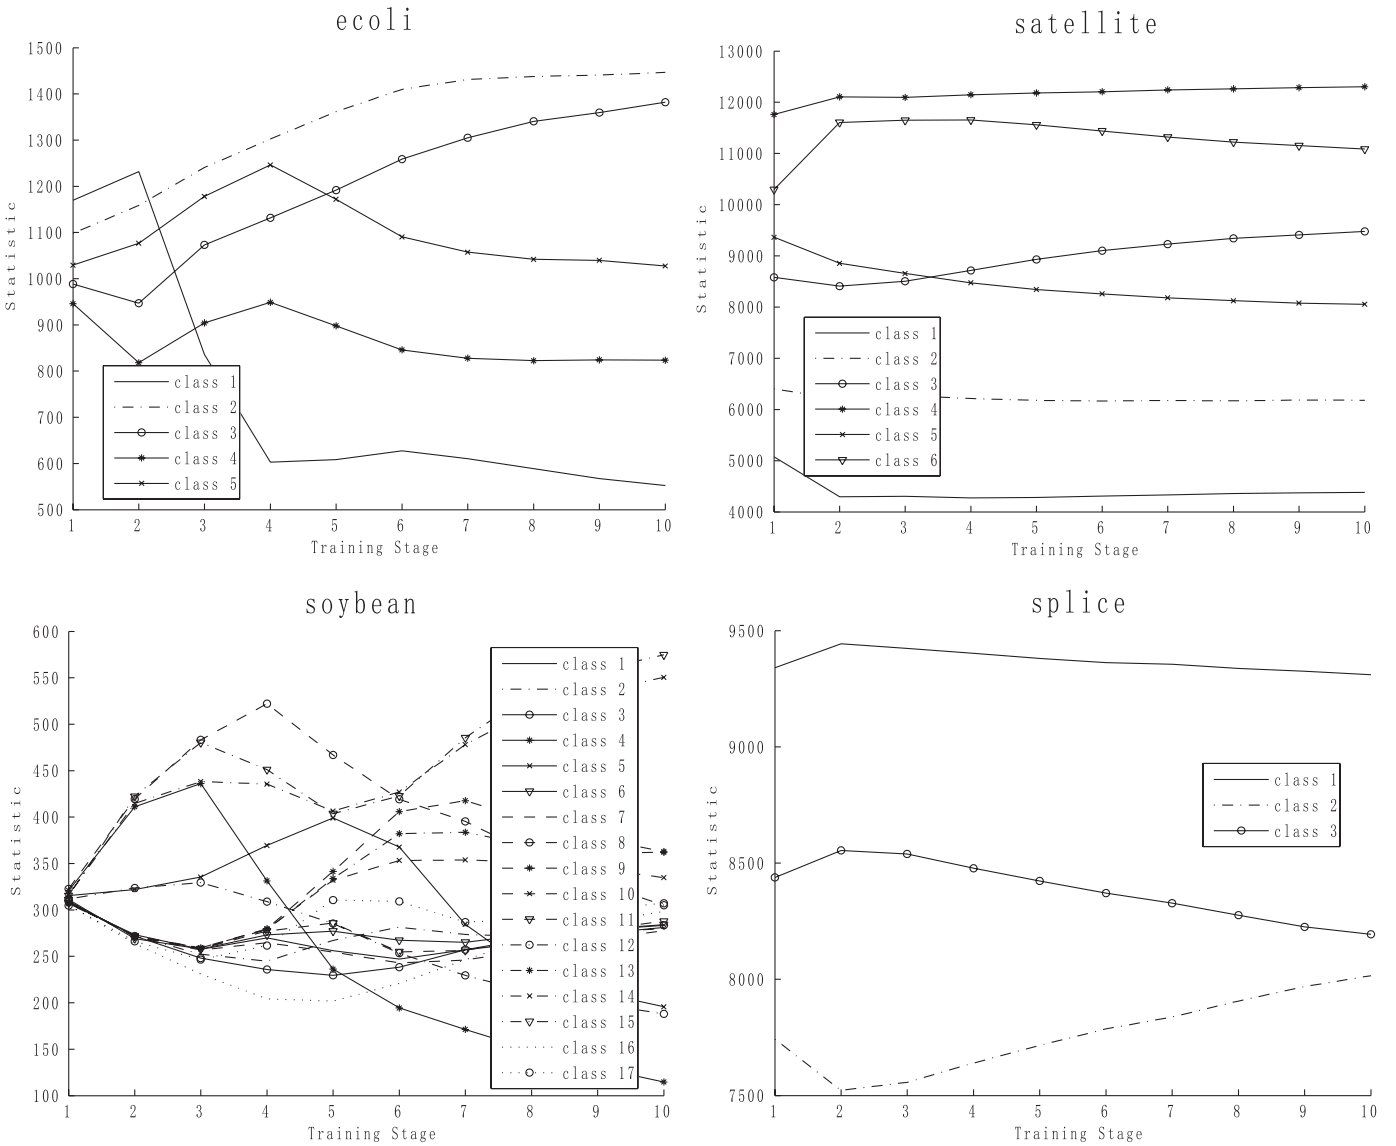 ecoli
1500
1400
1300
1200
1100
1000
900
800
700
600
500
Statistic
class 1
class 2
class 3
class 4
class 5
1 2 3 4 5 6 7 8 9 10
Training Stage
satellite
13000
12000
11000
10000
9000
8000
7000
6000
5000
4000
Statistic
class 1
class 2
class 3
class 4
class 5
class 6
1 2 3 4 5 6 7 8 9 10
Training Stage
soybean
600
550
500
450
400
350
300
250
200
150
100
Statistic
class 1
class 2
class 3
class 4
class 5
class 6
class 7
class 8
class 9
class 10
class 11
class 12
class 13
class 14
class 15
class 16
class 17
1 2 3 4 5 6 7 8 9 10
Training Stage
splice
9500
9000
8500
8000
7500
Statistic
class 1
class 2
class 3
1 2 3 4 5 6 7 8 9 10
Training Stage